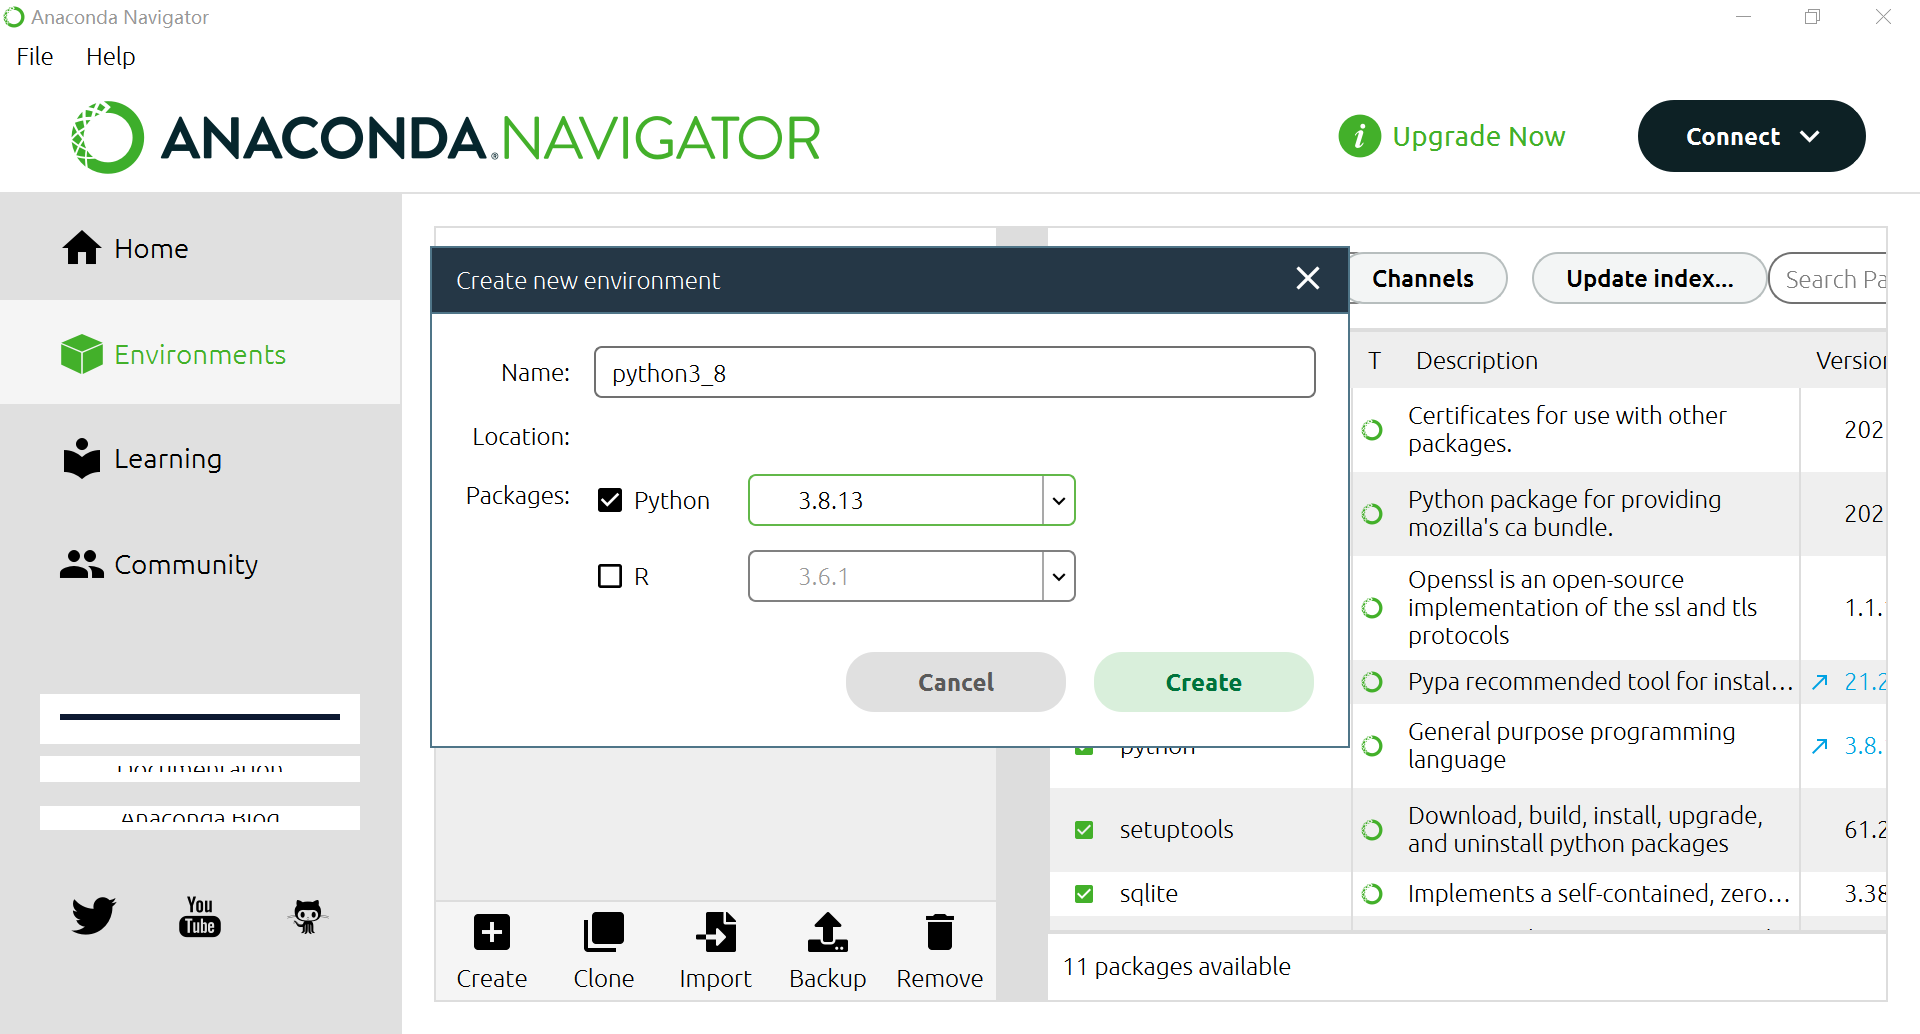 Anaconda Navigator
File Help
ANACONDA.NAVIGATOR
i Upgrade Now
Connect
Home
Environments
Learning
Community
Documentation
Anaconda Blog
You
Tube
Create new environment
Name: python3_8
Location:
Packages: Python 3.8.13
R 3.6.1
Cancel Create
Channels Update index... Search Pa
T Description Version
Certificates for use with other
packages.
202
Python package for providing
mozilla's ca bundle.
202
Openssl is an open-source
implementation of the ssl and tls
protocols
1.1.
Pypa recommended tool for instal... 21.2
python
General purpose programming
language
3.8.
setuptools
Download, build, install, upgrade,
and uninstall python packages
61.2
sqlite Implements a self-contained, zero... 3.38
Create Clone Import Backup Remove
11 packages available